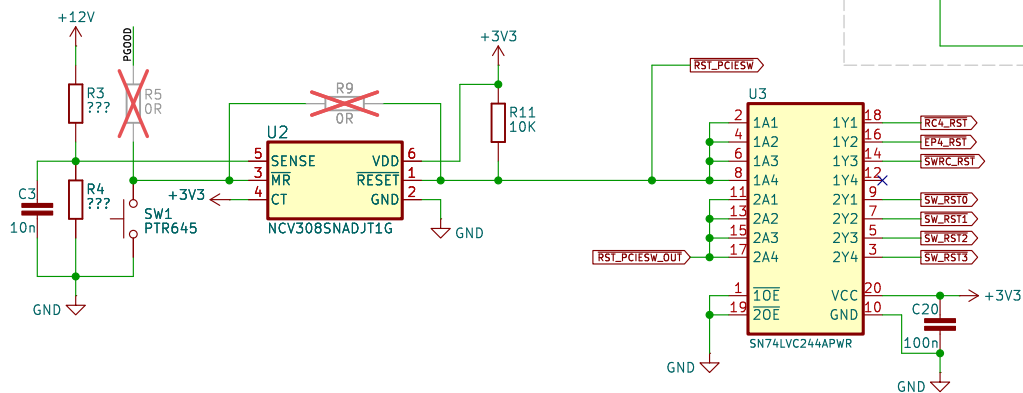 +12V
PGOOD
R3
???
R5
0R
R4
???
C3
10n
SW1
PTR645
GND
+3V3
R9
0R
U2
5 SENSE VDD 6
3 MR RESET 1
4 CT GND 2
NCV308SNADJT1G
GND
+3V3
R11
10K
RST_PCIESW
RST_PCIESW_OUT
U3
2 1A1 1Y1 18
4 1A2 1Y2 16
6 1A3 1Y3 14
8 1A4 1Y4 12
11 2A1 2Y1 9
13 2A2 2Y2 7
15 2A3 2Y3 5
17 2A4 2Y4 3
1 1OE VCC 20
19 2OE GND 10
SN74LVC244APWR
GND
RC4_RST
EP4_RST
SWRC_RST
SW_RST0
SW_RST1
SW_RST2
SW_RST3
+3V3
C20
100n
GND